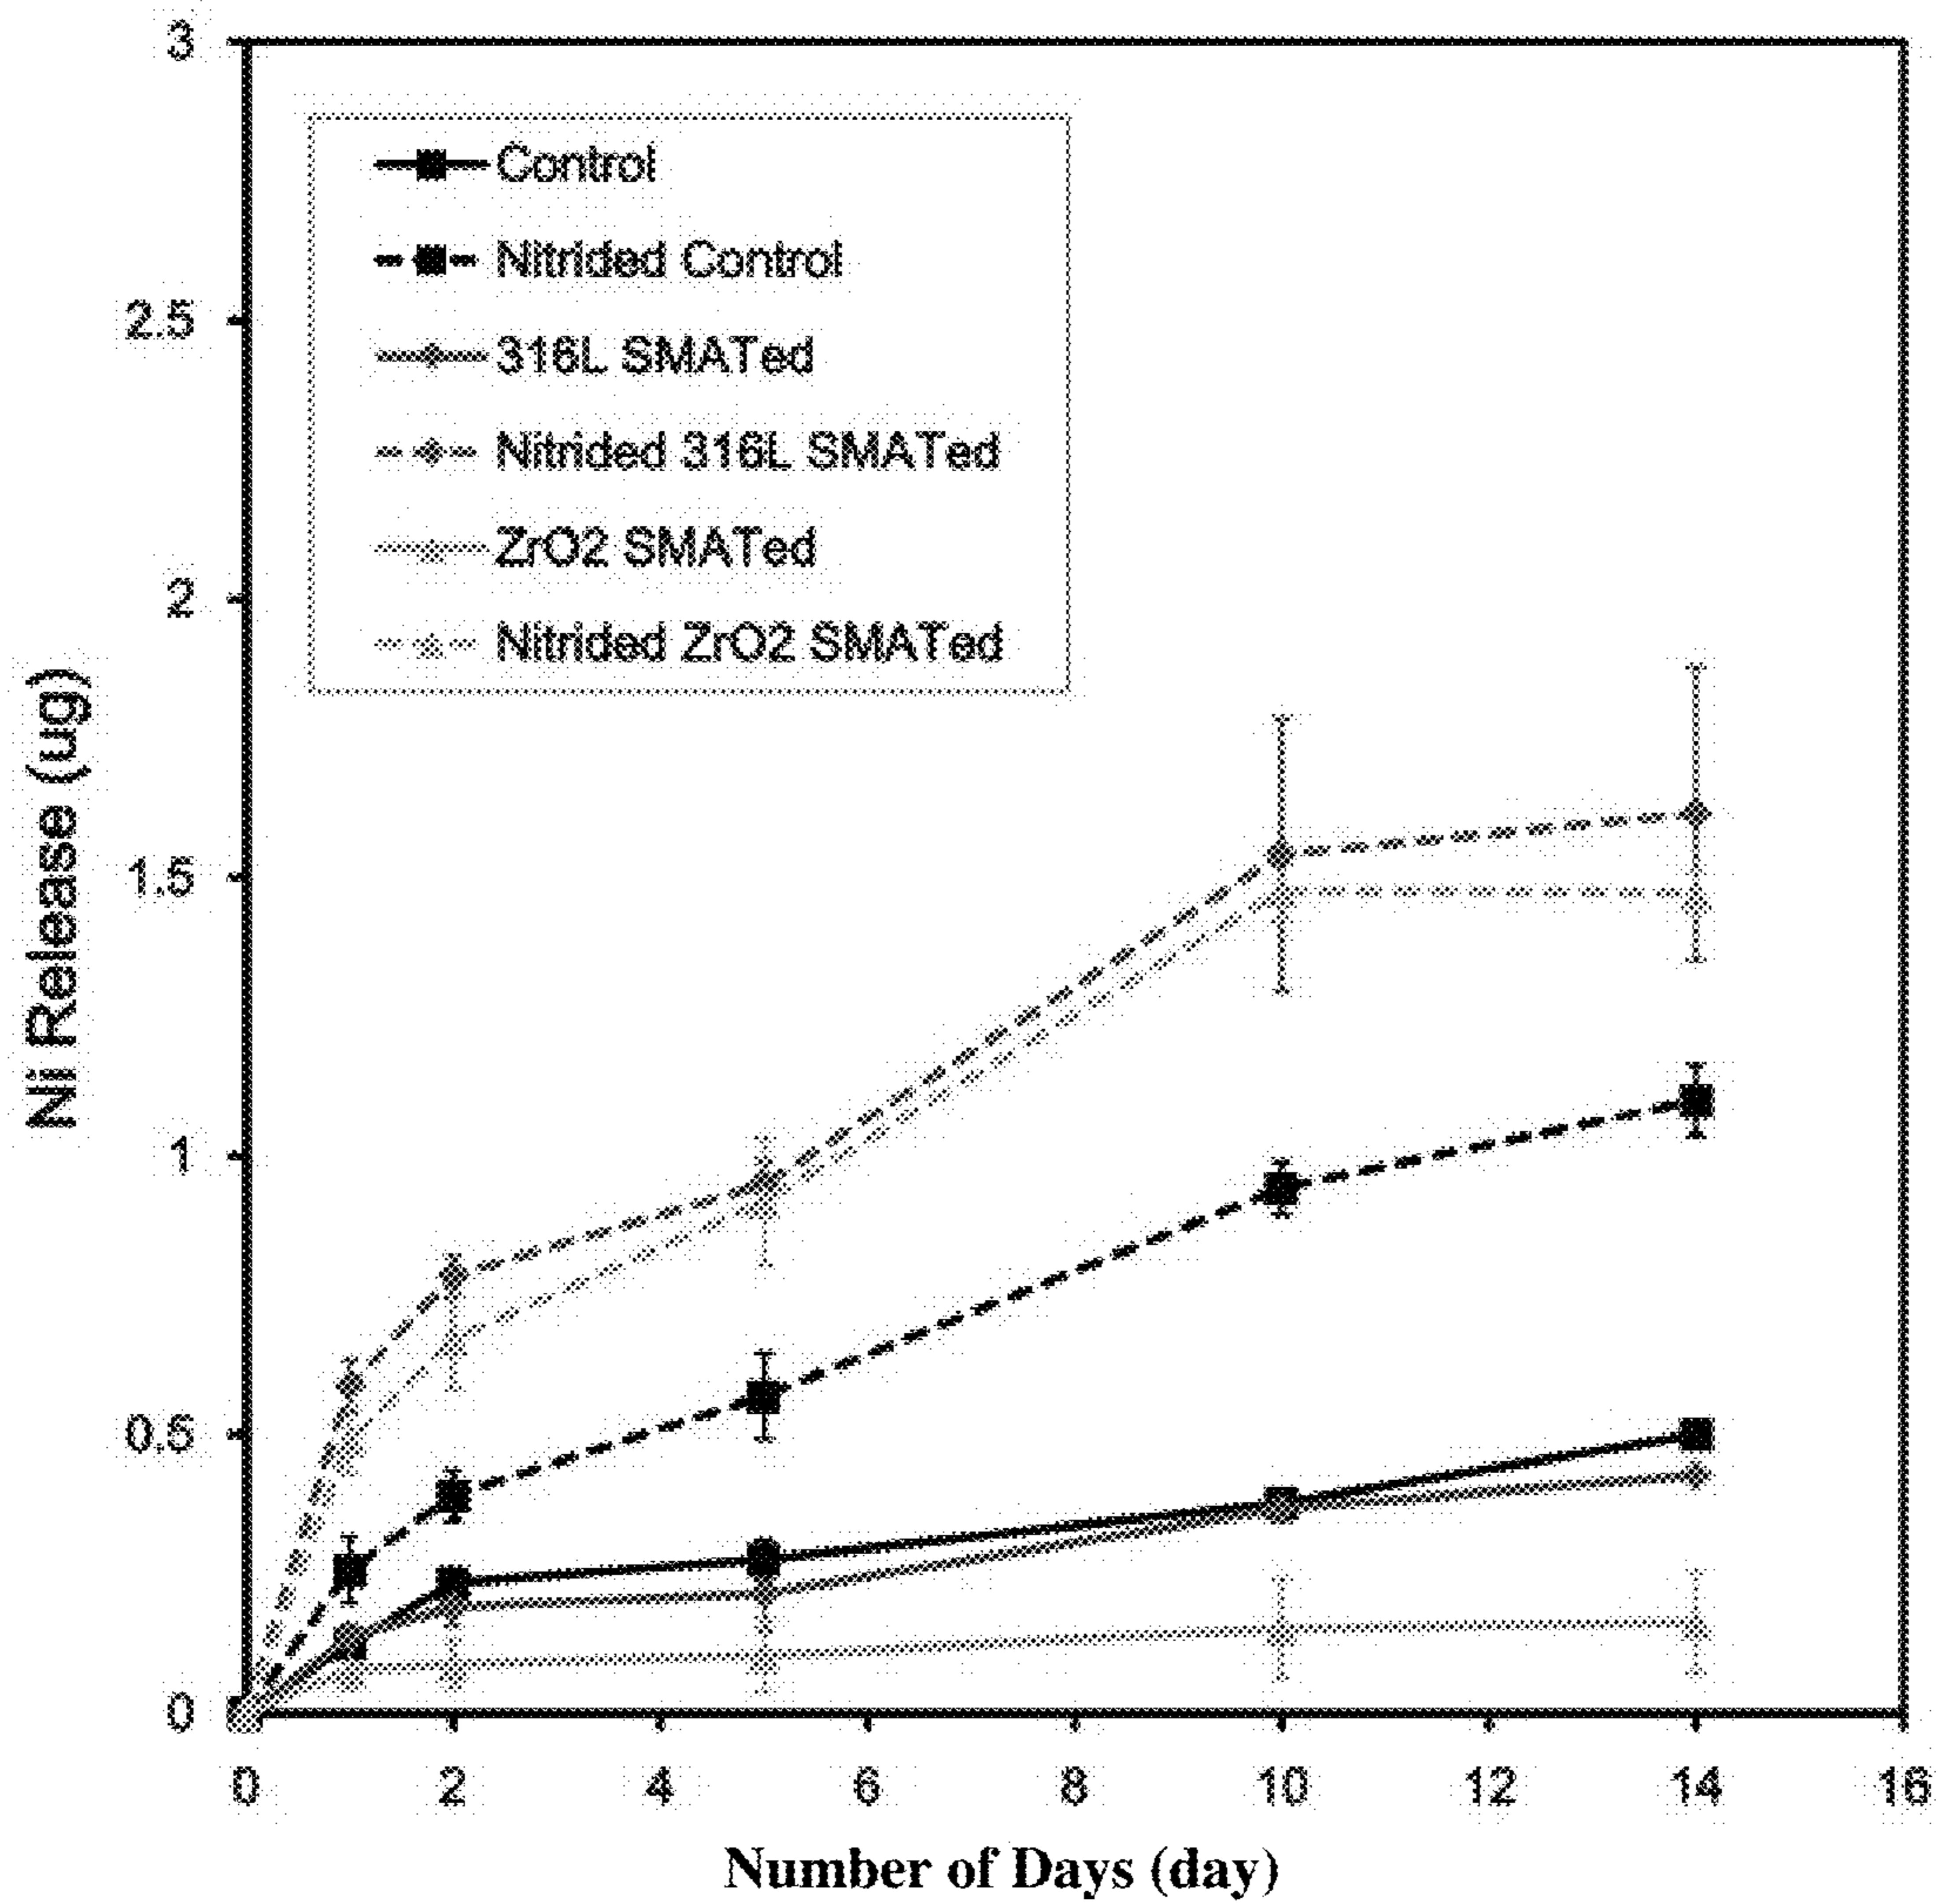 3
Control
Nitrided Control
2.5
316L SMATed
Nitrided 316L SMATed
ZrO2 SMATed
2
Nitrided ZrO2 SMATed
Ni Release (ug)
1.5
1
0.5
0
0 2 4 6 8 10 12 14 16
Number of Days (day)